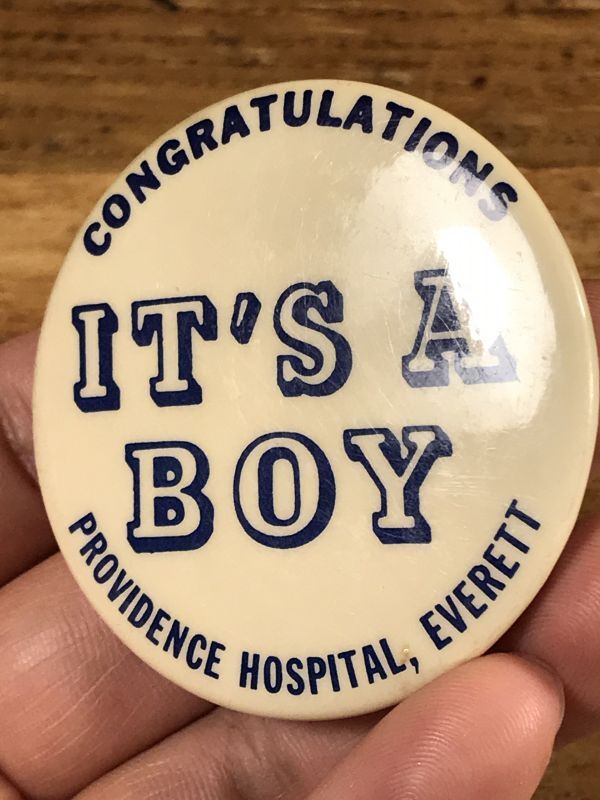 CONGRATULATIONS
IT'S A
BOY
PROVIDENCE HOSPITAL, EVERETT